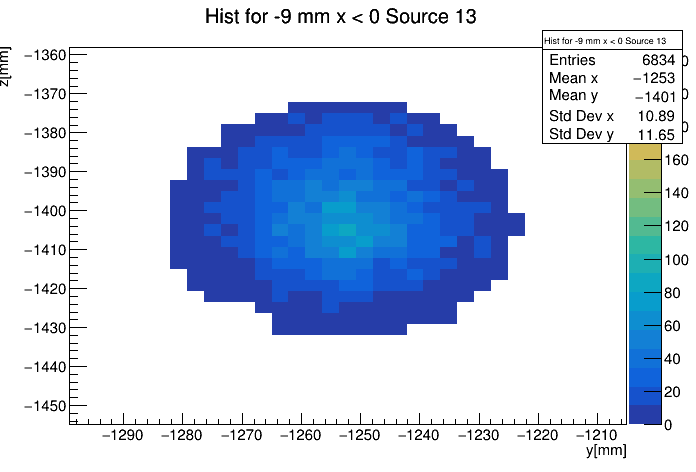 Hist for -9 mm x < 0 Source 13
Hist for -9 mm x < 0 Source 13
Entries 6834
Mean x −1253
Mean y −1401
Std Dev x 10.89
Std Dev y 11.65
z[mm]
−1360
−1370
−1380
−1390
−1400
−1410
−1420
−1430
−1440
−1450
−1290 −1280 −1270 −1260 −1250 −1240 −1230 −1220 −1210
y[mm]
160
140
120
100
80
60
40
20
0